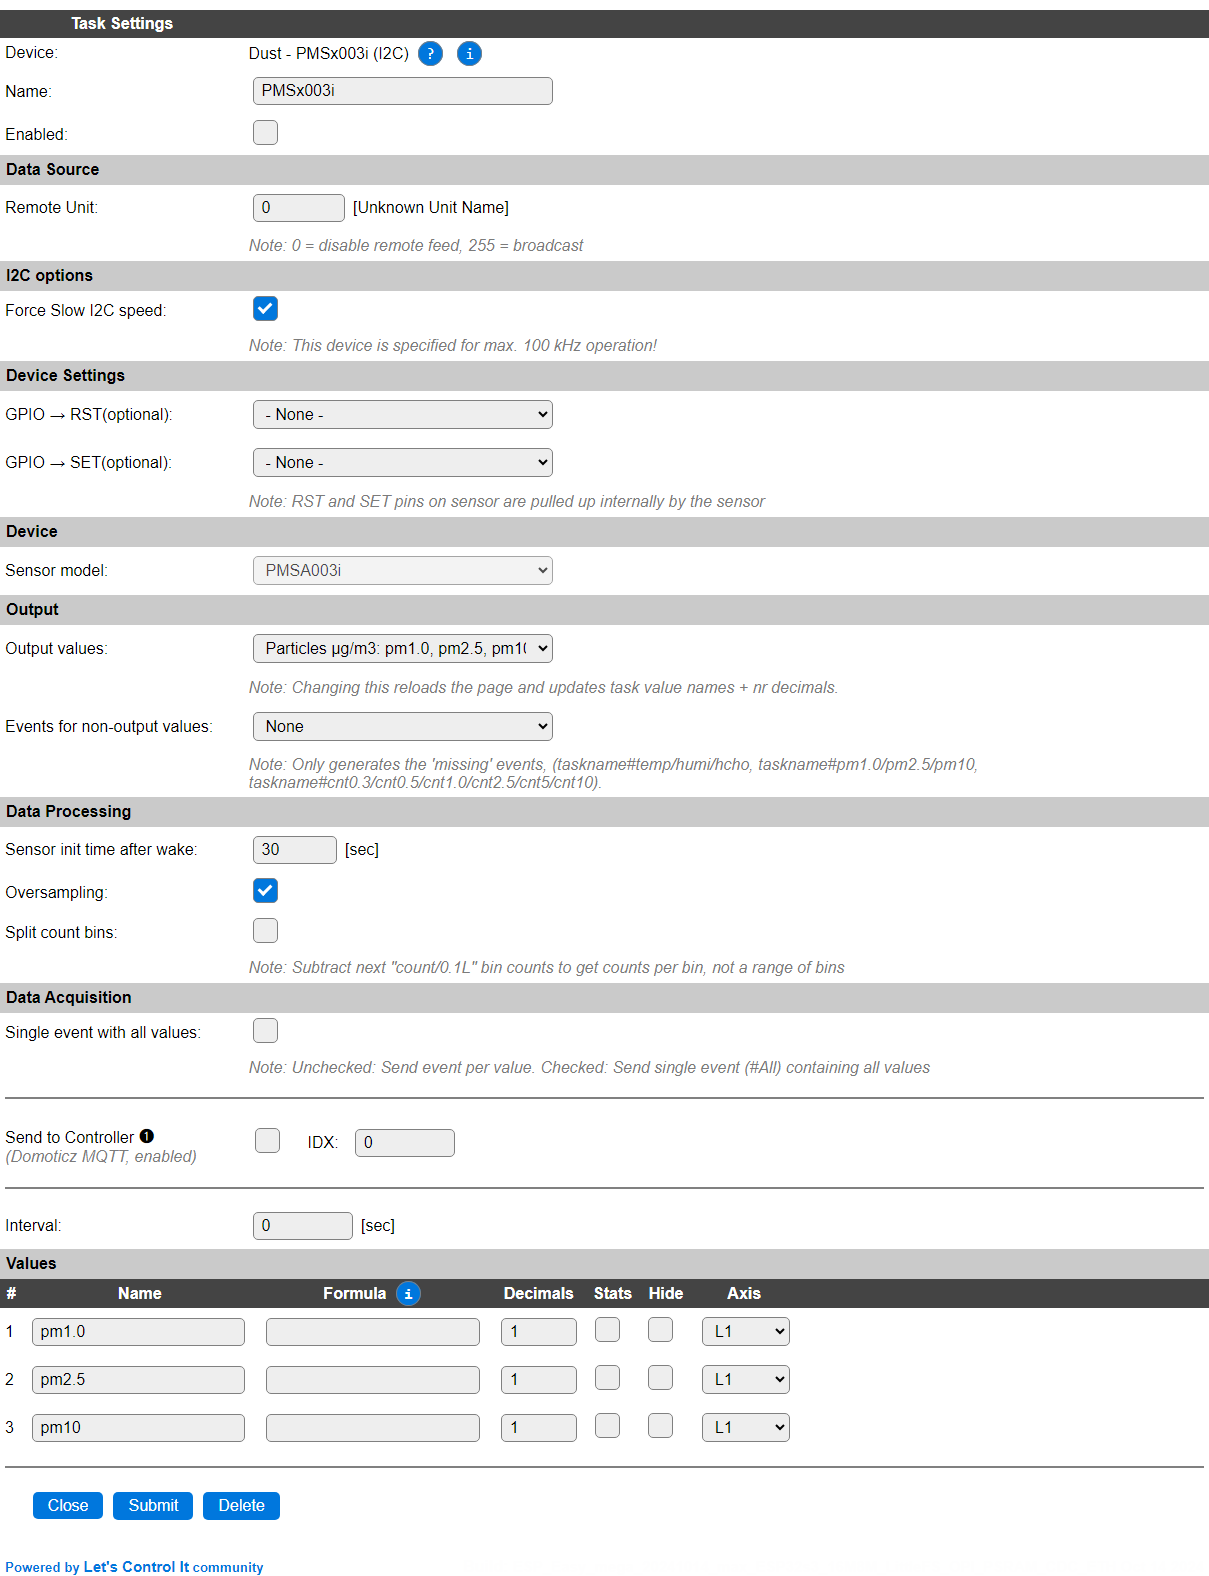 Task Settings
Device: Dust - PMSx003i (I2C) ? i
Name: PMSx003i
Enabled:
Data Source
Remote Unit: 0 [Unknown Unit Name]
Note: 0 = disable remote feed, 255 = broadcast
I2C options
Force Slow I2C speed:
Note: This device is specified for max. 100 kHz operation!
Device Settings
GPIO → RST(optional): - None -
GPIO → SET(optional): - None -
Note: RST and SET pins on sensor are pulled up internally by the sensor
Device
Sensor model: PMSA003i
Output
Output values: Particles µg/m3: pm1.0, pm2.5, pm10
Note: Changing this reloads the page and updates task value names + nr decimals.
Events for non-output values: None
Note: Only generates the 'missing' events, (taskname#temp/humi/hcho, taskname#pm1.0/pm2.5/pm10,
taskname#cnt0.3/cnt0.5/cnt1.0/cnt2.5/cnt5/cnt10).
Data Processing
Sensor init time after wake: 30 [sec]
Oversampling:
Split count bins:
Note: Subtract next "count/0.1L" bin counts to get counts per bin, not a range of bins
Data Acquisition
Single event with all values:
Note: Unchecked: Send event per value. Checked: Send single event (#All) containing all values
Send to Controller ❶ IDX: 0
(Domoticz MQTT, enabled)
Interval: 0 [sec]
Values
# Name Formula i Decimals Stats Hide Axis
1 pm1.0 1 L1
2 pm2.5 1 L1
3 pm10 1 L1
Close Submit Delete
Powered by Let's Control It community